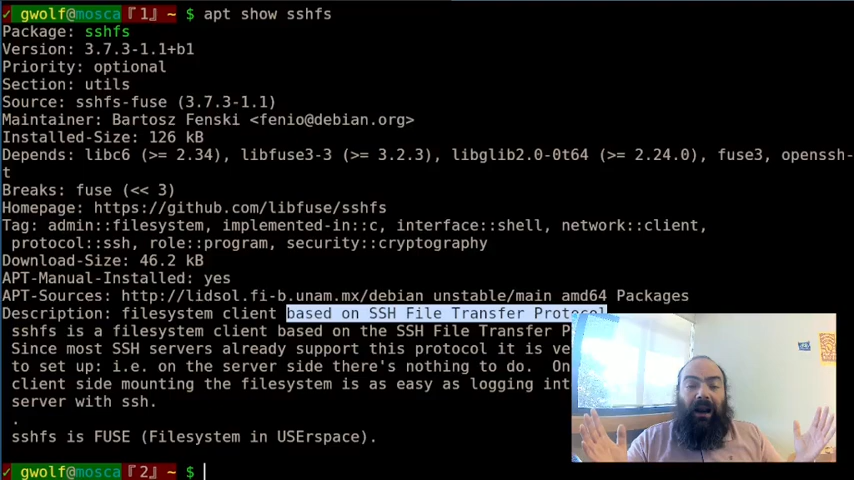 ✓ gwolf@mosca『1』~ $ apt show sshfs
Package: sshfs
Version: 3.7.3-1.1+b1
Priority: optional
Section: utils
Source: sshfs-fuse (3.7.3-1.1)
Maintainer: Bartosz Fenski <fenio@debian.org>
Installed-Size: 126 kB
Depends: libc6 (>= 2.34), libfuse3-3 (>= 3.2.3), libglib2.0-0t64 (>= 2.24.0), fuse3, openssh-
t
Breaks: fuse (<< 3)
Homepage: https://github.com/libfuse/sshfs
Tag: admin::filesystem, implemented-in::c, interface::shell, network::client,
protocol::ssh, role::program, security::cryptography
Download-Size: 46.2 kB
APT-Manual-Installed: yes
APT-Sources: http://lidsol.fi-b.unam.mx/debian unstable/main amd64 Packages
Description: filesystem client based on SSH File Transfer Protocol
sshfs is a filesystem client based on the SSH File Transfer P
Since most SSH servers already support this protocol it is ve
to set up: i.e. on the server side there's nothing to do. On
client side mounting the filesystem is as easy as logging int
server with ssh.
.
sshfs is FUSE (Filesystem in USErspace).
✓ gwolf@mosca『2』~ $